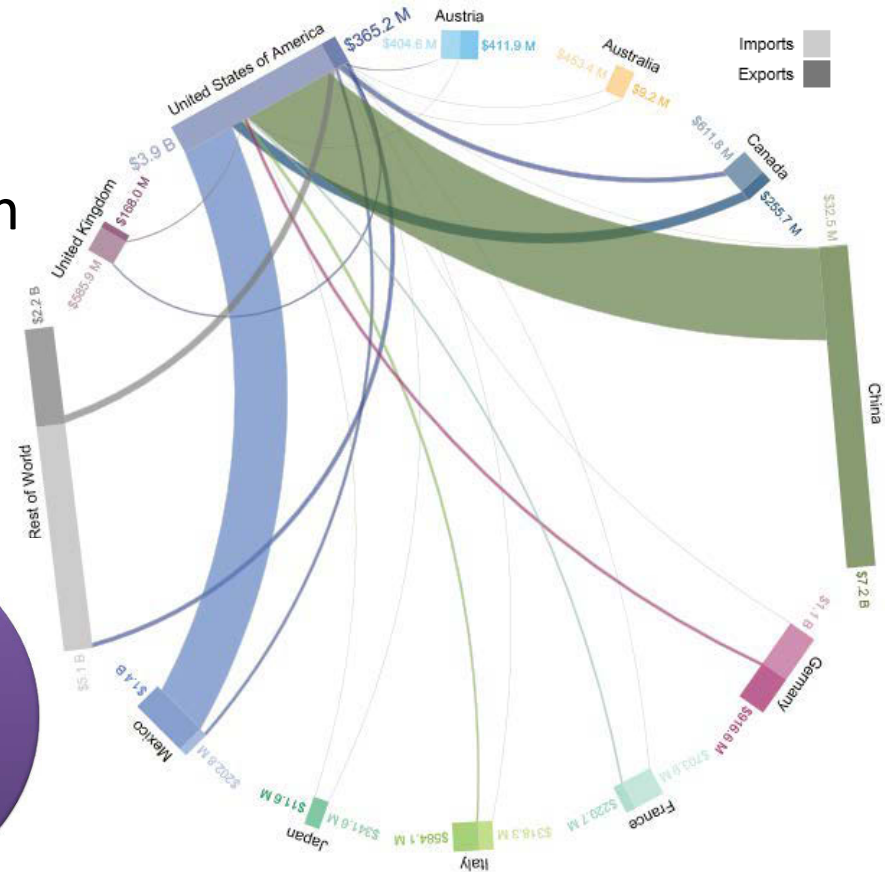 Austria
$404.6 M
$411.9 M
Australia
$453.4 M
$9.2 M
Imports
Exports
United States of America
$365.2 M
$3.9 B
Canada
$611.8 M
$255.7 M
United Kingdom
$168.0 M
$585.9 M
China
$32.5 M
$7.2 B
Rest of World
$2.2 B
$5.1 B
Germany
$1.1 B
$916.6 M
Mexico
$1.4 B
$202.8 M
France
$703.9 M
$220.7 M
Japan
$11.6 M
$341.6 M
Italy
$584.1 M
$318.3 M